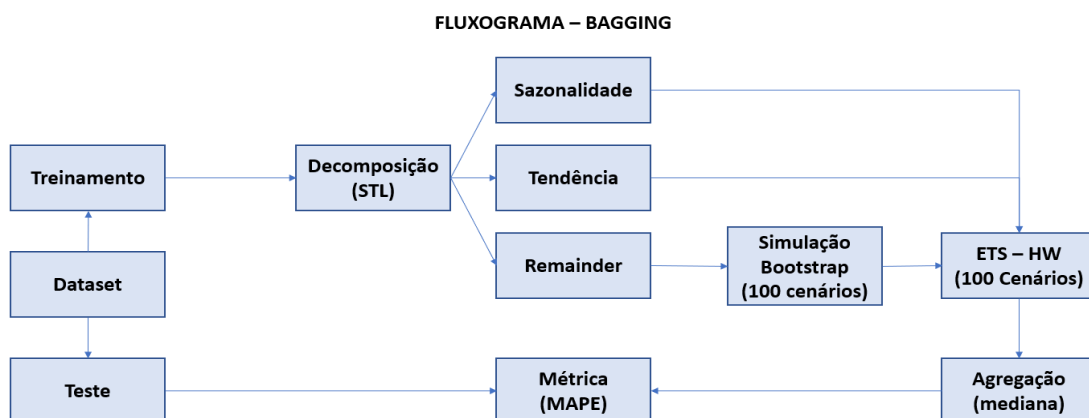 FLUXOGRAMA – BAGGING
Sazonalidade
Treinamento
Decomposição
(STL)
Tendência
Dataset
Remainder
Simulação
Bootstrap
(100 cenários)
ETS – HW
(100 Cenários)
Teste
Métrica
(MAPE)
Agregação
(mediana)